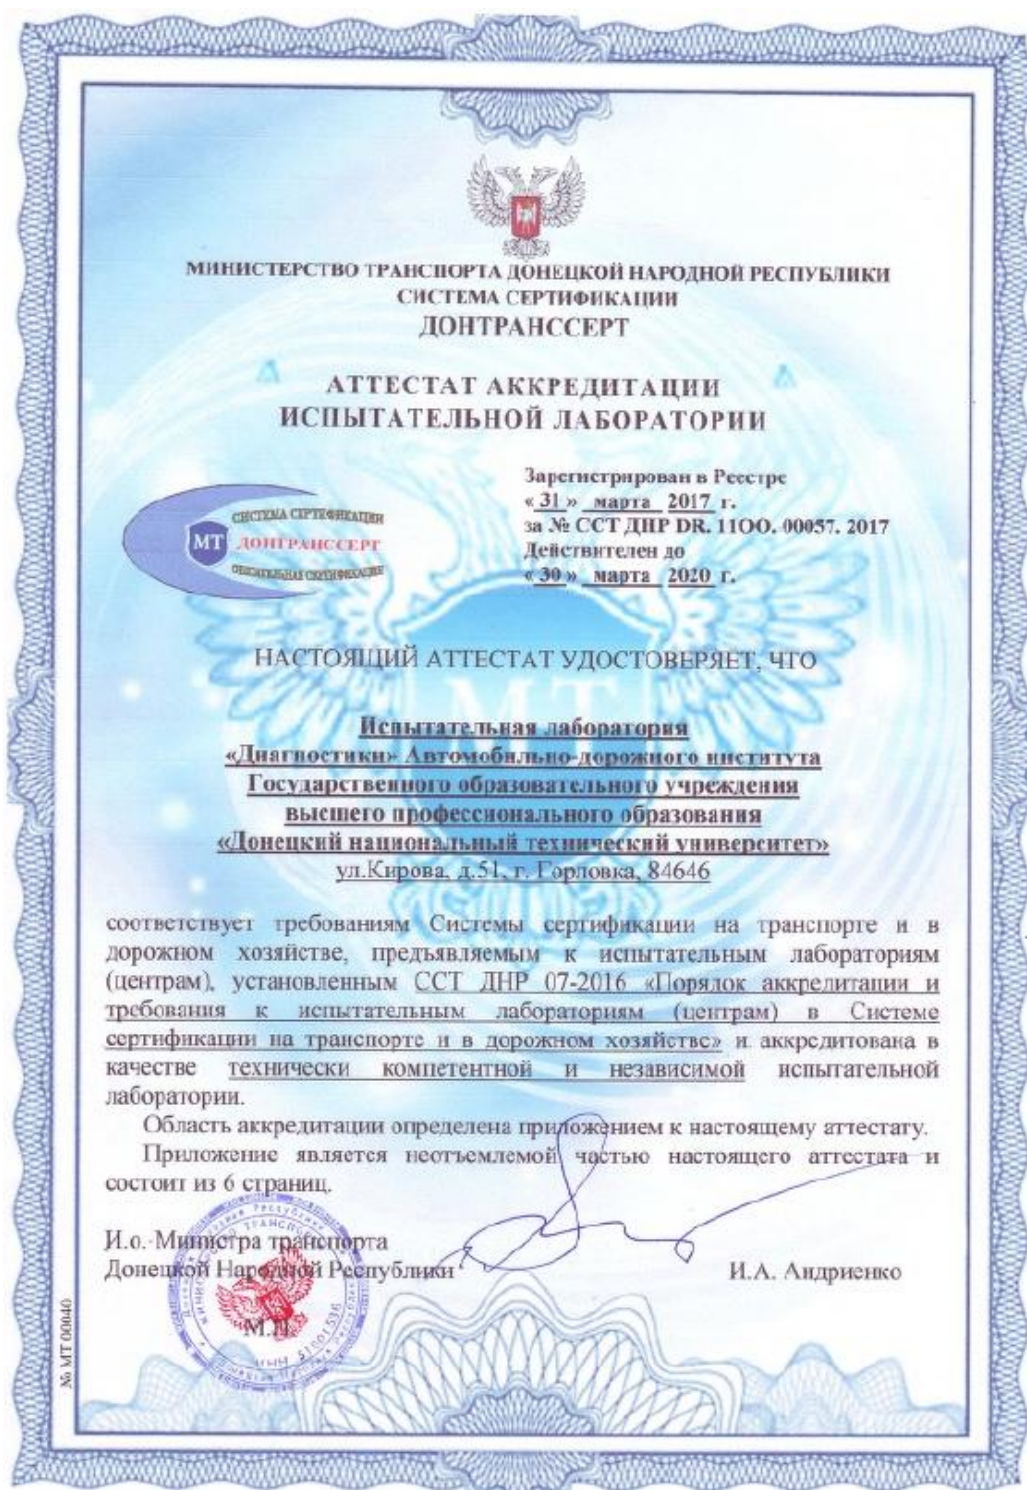 МИНИСТЕРСТВО ТРАНСПОРТА ДОНЕЦКОЙ НАРОДНОЙ РЕСПУБЛИКИ
СИСТЕМА СЕРТИФИКАЦИИ
ДОНТРАНССЕРТ
АТТЕСТАТ АККРЕДИТАЦИИ
ИСПЫТАТЕЛЬНОЙ ЛАБОРАТОРИИ
Зарегистрирован в Реестре
« 31 » марта 2017 г.
за № ССТ ДНР DR. 11ОО. 00057. 2017
Действителен до
« 30 » марта 2020 г.
СИСТЕМА СЕРТИФИКАЦИИ
МТ ДОНТРАНССЕРТ
ОБЯЗАТЕЛЬНАЯ СЕРТИФИКАЦИЯ
НАСТОЯЩИЙ АТТЕСТАТ УДОСТОВЕРЯЕТ, ЧТО
МТ
Испытательная лаборатория
«Диагностики» Автомобильно-дорожного института
Государственного образовательного учреждения
высшего профессионального образования
«Донецкий национальный технический университет»
ул.Кирова, д.51, г. Горловка, 84646
соответствует требованиям Системы сертификации на транспорте и в
дорожном хозяйстве, предъявляемым к испытательным лабораториям
(центрам), установленным ССТ ДНР 07-2016 «Порядок аккредитации и
требования к испытательным лабораториям (центрам) в Системе
сертификации на транспорте и в дорожном хозяйстве» и аккредитована в
качестве технически компетентной и независимой испытательной
лаборатории.
Область аккредитации определена приложением к настоящему аттестату.
Приложение является неотъемлемой частью настоящего аттестата и
состоит из 6 страниц.
И.о. Министра транспорта
Донецкой Народной Республики
И.А. Андриенко
М.П.
№ МТ 00040